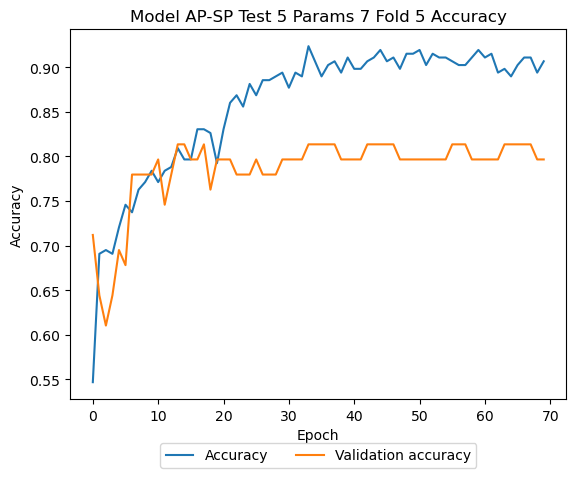 Model AP-SP Test 5 Params 7 Fold 5 Accuracy
0.90
0.85
0.80
0.75
0.70
0.65
0.60
0.55
Accuracy
0 10 20 30 40 50 60 70
Epoch
Accuracy Validation accuracy